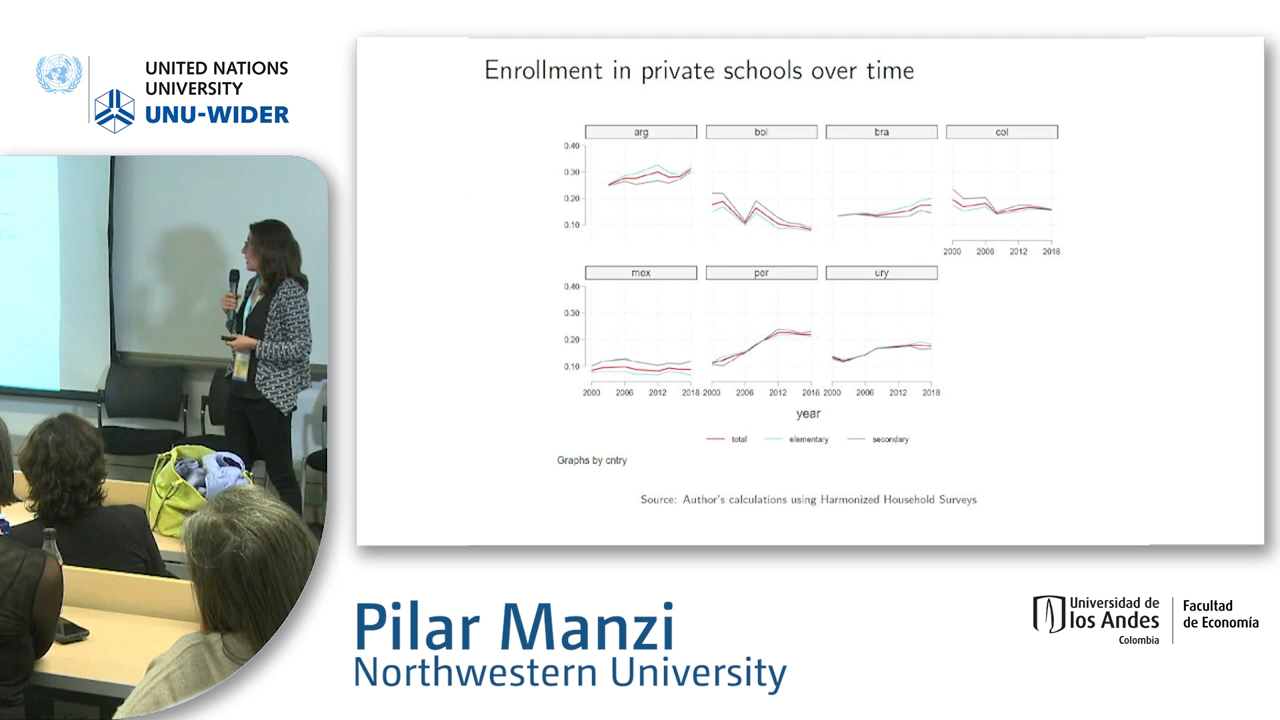 UNITED NATIONS
UNIVERSITY
UNU-WIDER
Enrollment in private schools over time
arg
bol
bra
col
0.40
0.30
0.20
0.10
2000 2006 2012 2018
mex
per
ury
0.40
0.30
0.20
0.10
2000 2006 2012 2018 2000 2006 2012 2018 2000 2006 2012 2018
year
total elementary secondary
Graphs by cntry
Source: Author's calculations using Harmonized Household Surveys
Pilar Manzi
Northwestern University
Universidad de
los Andes
Colombia
Facultad
de Economía